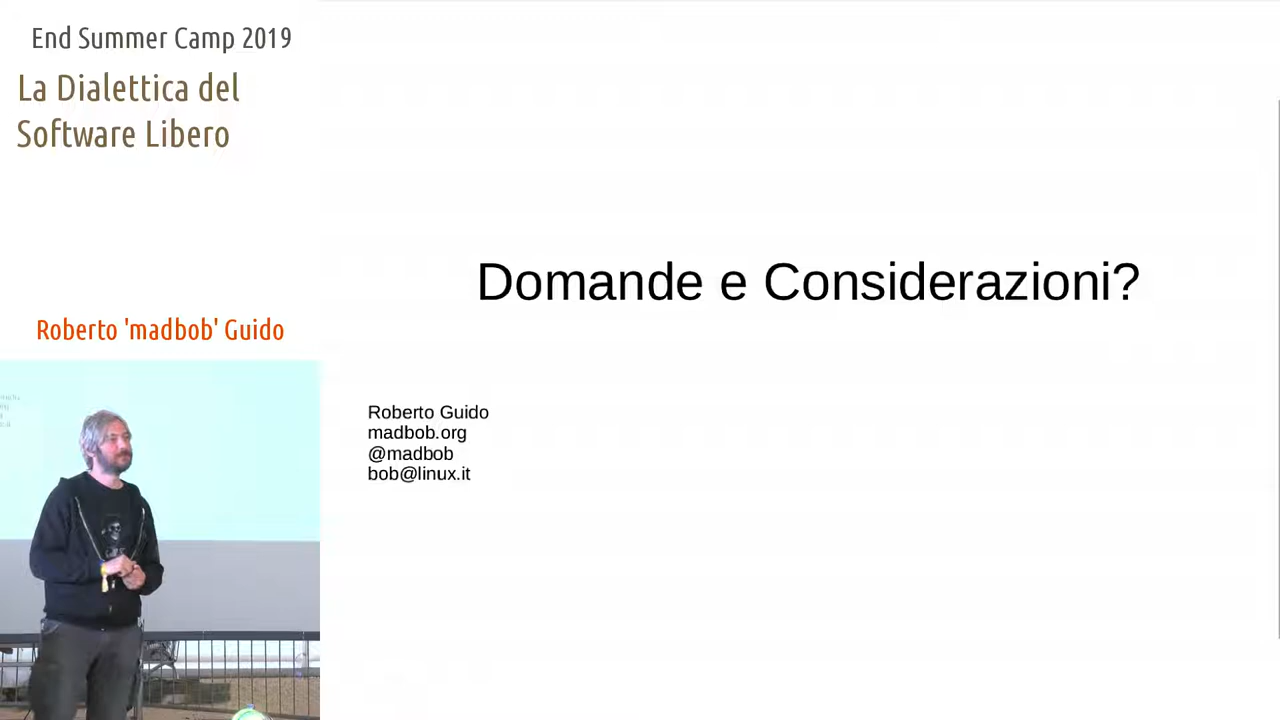 End Summer Camp 2019
La Dialettica del
Software Libero
Roberto 'madbob' Guido
Domande e Considerazioni?
Roberto Guido
madbob.org
@madbob
bob@linux.it